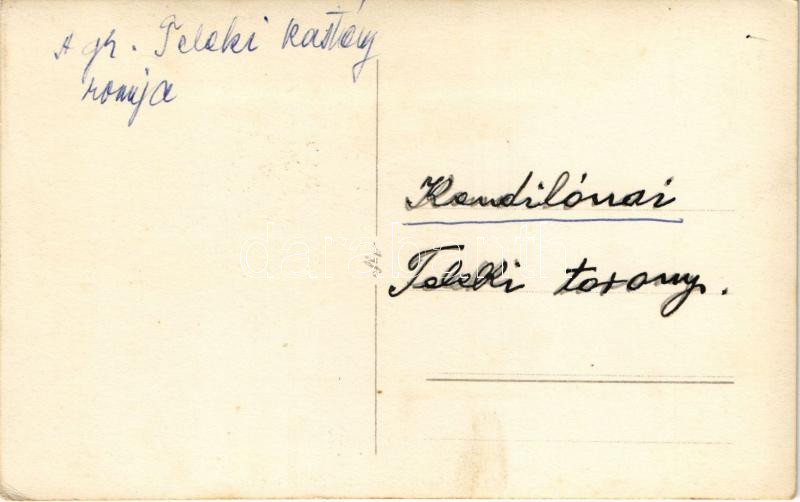 A gr. Teleki kastély
romja
Kendilónai
Teleki torony.